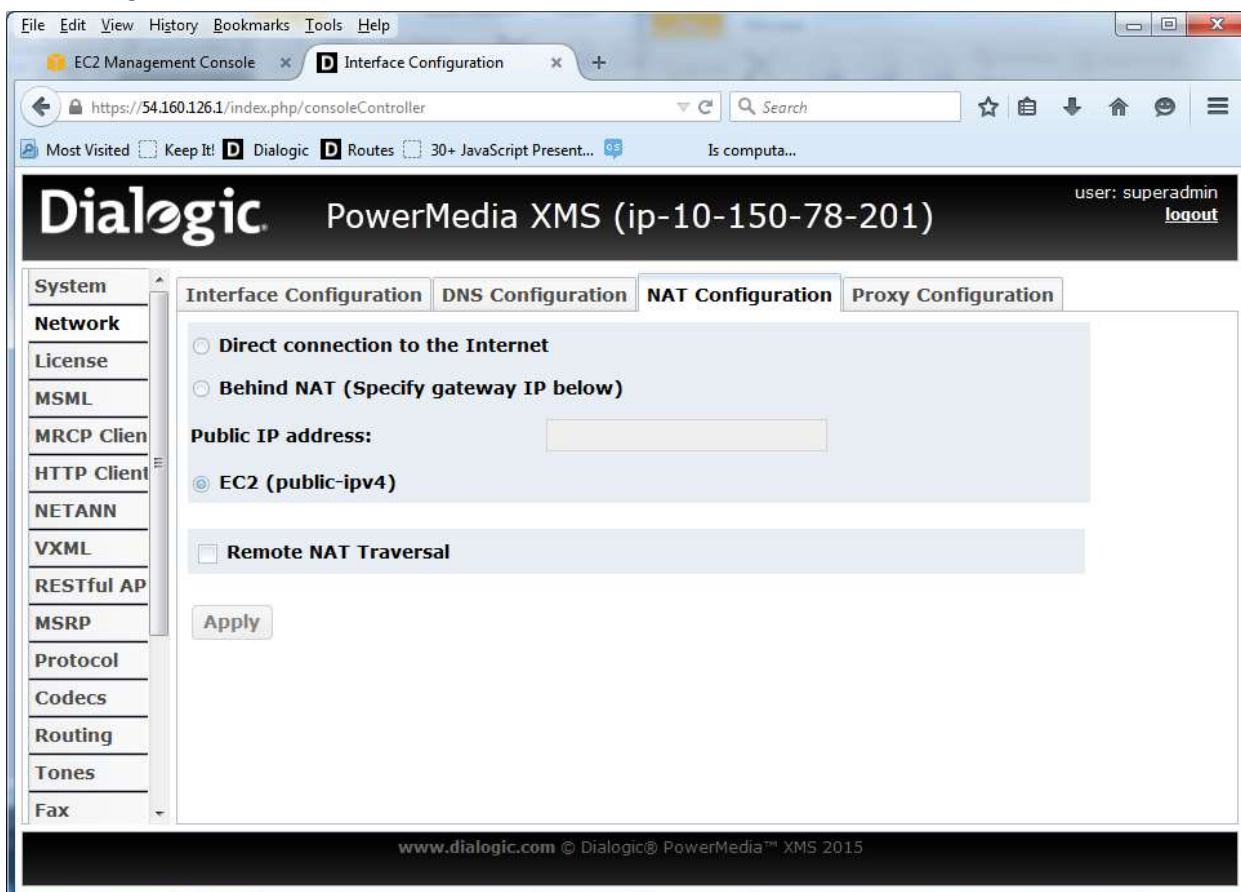 File Edit View History Bookmarks Tools Help
EC2 Management Console × D Interface Configuration × +
https://54.160.126.1/index.php/consoleController Search
Most Visited Keep It! D Dialogic D Routes 30+ JavaScript Present... Is computa...
Dialogic. PowerMedia XMS (ip-10-150-78-201)
user: superadmin
logout
System
Network
License
MSML
MRCP Clien
HTTP Client
NETANN
VXML
RESTful AP
MSRP
Protocol
Codecs
Routing
Tones
Fax
Interface Configuration DNS Configuration NAT Configuration Proxy Configuration
Direct connection to the Internet
Behind NAT (Specify gateway IP below)
Public IP address:
EC2 (public-ipv4)
Remote NAT Traversal
Apply
www.dialogic.com © Dialogic® PowerMedia™ XMS 2015